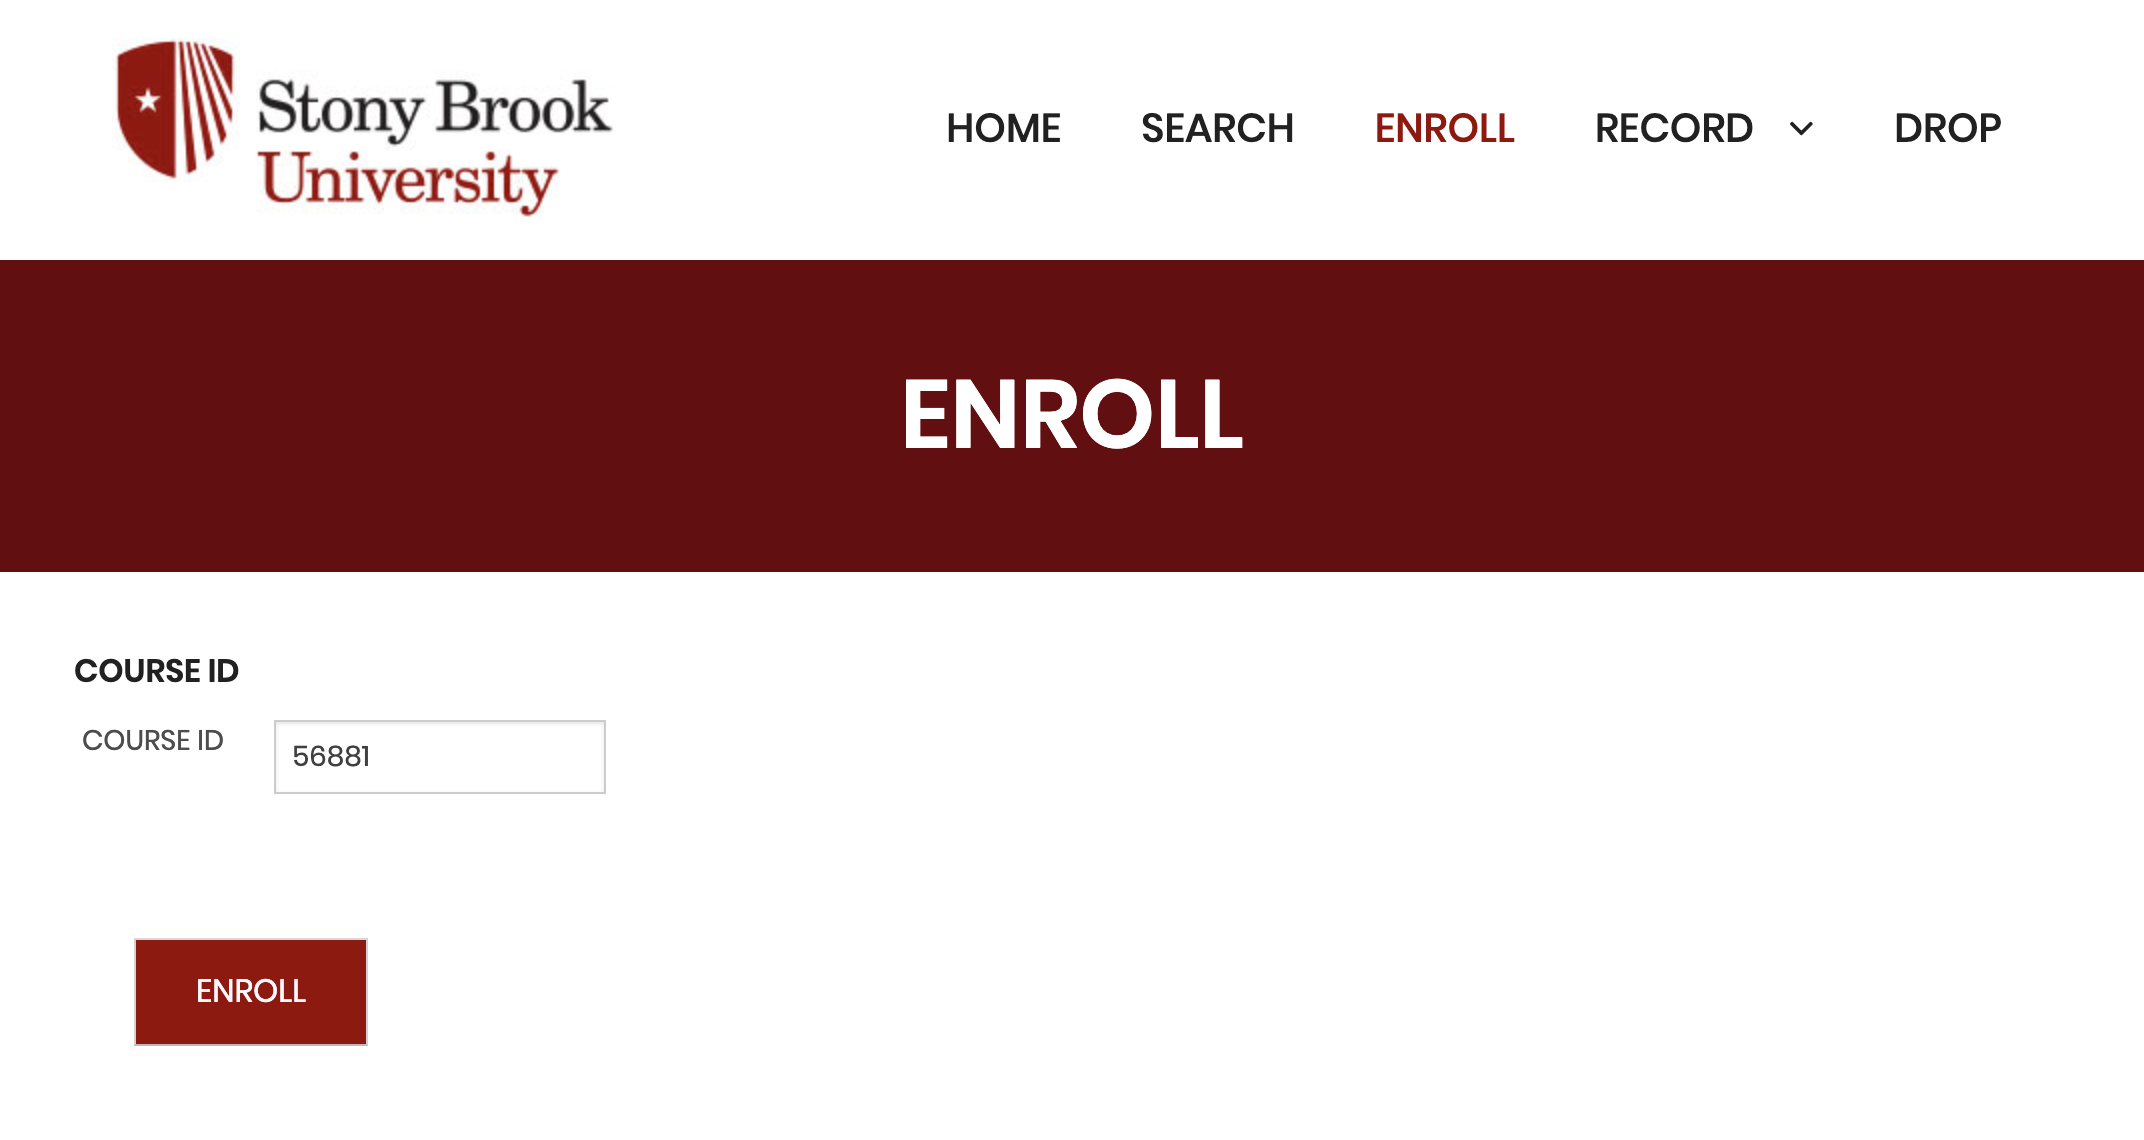 Stony Brook
University
HOME SEARCH ENROLL RECORD DROP
ENROLL
COURSE ID
COURSE ID 56881
ENROLL